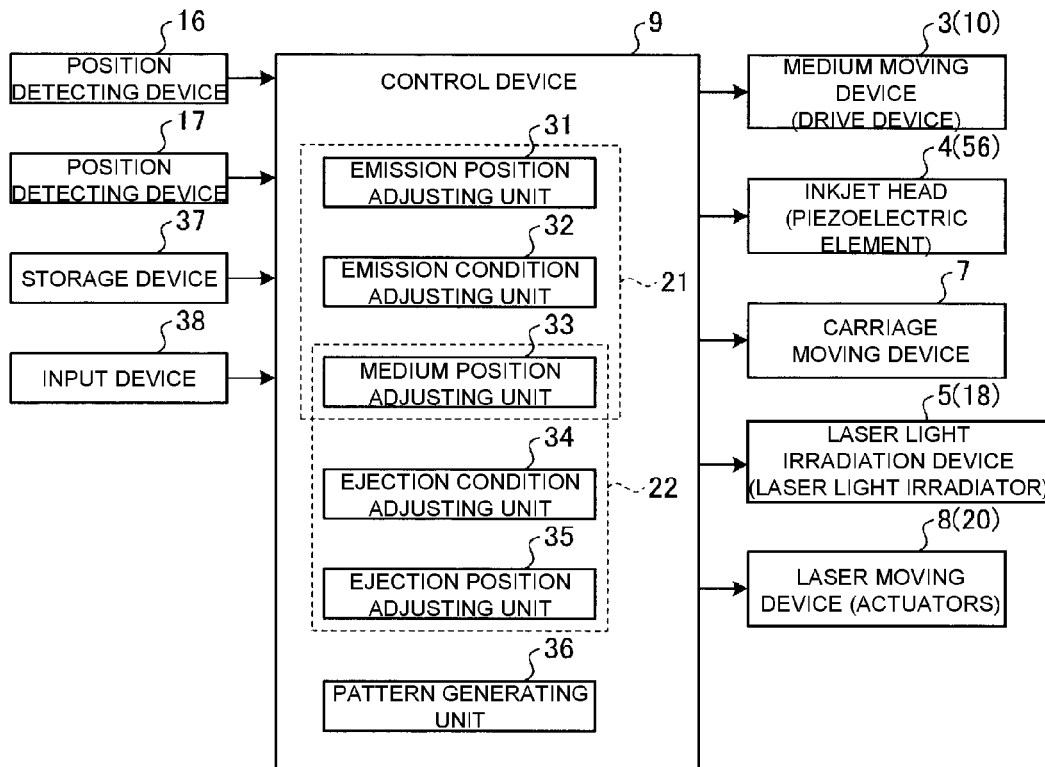 16
POSITION
DETECTING DEVICE
17
POSITION
DETECTING DEVICE
37
STORAGE DEVICE
38
INPUT DEVICE
9
CONTROL DEVICE
31
EMISSION POSITION
ADJUSTING UNIT
32
EMISSION CONDITION
ADJUSTING UNIT
21
33
MEDIUM POSITION
ADJUSTING UNIT
34
EJECTION CONDITION
ADJUSTING UNIT
22
35
EJECTION POSITION
ADJUSTING UNIT
36
PATTERN GENERATING
UNIT
3(10)
MEDIUM MOVING
DEVICE
(DRIVE DEVICE)
4(56)
INKJET HEAD
(PIEZOELECTRIC
ELEMENT)
7
CARRIAGE
MOVING DEVICE
5(18)
LASER LIGHT
IRRADIATION DEVICE
(LASER LIGHT IRRADIATOR)
8(20)
LASER MOVING
DEVICE (ACTUATORS)